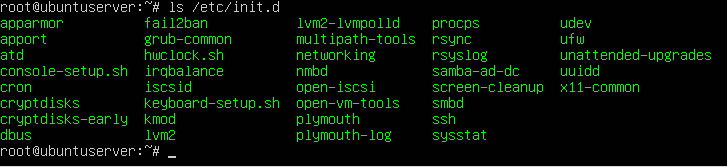 root@ubuntuserver:~# ls /etc/init.d
apparmor fail2ban lvm2-lvmpolld procps udev
apport grub-common multipath-tools rsync ufw
atd hwclock.sh networking rsyslog unattended-upgrades
console-setup.sh irqbalance nmbd samba-ad-dc uuidd
cron iscsid open-iscsi screen-cleanup x11-common
cryptdisks keyboard-setup.sh open-vm-tools smbd
cryptdisks-early kmod plymouth ssh
dbus lvm2 plymouth-log sysstat
root@ubuntuserver:~# _